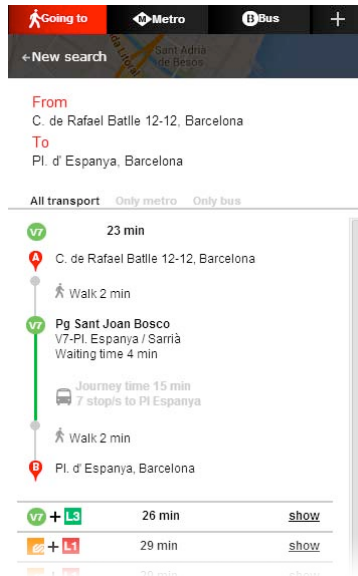 Going to
M Metro
B Bus
+
←New search
Sant Adrià
de Besòs
From
C. de Rafael Batlle 12-12, Barcelona
To
Pl. d' Espanya, Barcelona
All transport Only metro Only bus
V7 23 min
A C. de Rafael Batlle 12-12, Barcelona
Walk 2 min
V7 Pg Sant Joan Bosco
V7-Pl. Espanya / Sarrià
Waiting time 4 min
Journey time 15 min
7 stop/s to Pl Espanya
Walk 2 min
B Pl. d' Espanya, Barcelona
V7 + L3 26 min show
+ L1 29 min show
+ L1 29 min show